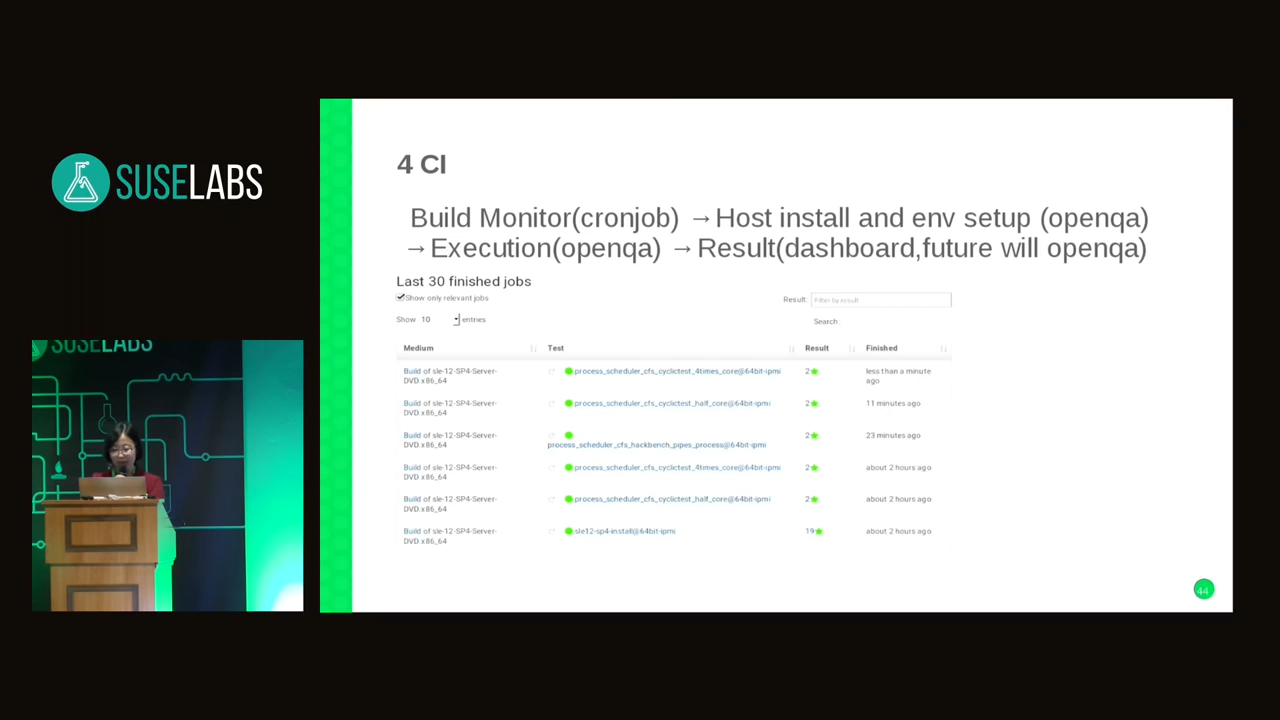 SUSELABS
SUSELABS
4 CI
Build Monitor(cronjob) →Host install and env setup (openqa)
→Execution(openqa) →Result(dashboard,future will openqa)
Last 30 finished jobs
Show only relevant jobs
Result: Filter by result
Show 10 entries
Search:
Medium Test Result Finished
Build of sle-12-SP4-Server-
DVD.x86_64
process_scheduler_cfs_cyclictest_4times_core@64bit-ipmi
2
less than a minute
ago
Build of sle-12-SP4-Server-
DVD.x86_64
process_scheduler_cfs_cyclictest_half_core@64bit-ipmi
2
11 minutes ago
Build of sle-12-SP4-Server-
DVD.x86_64
process_scheduler_cfs_hackbench_pipes_process@64bit-ipmi
2
23 minutes ago
Build of sle-12-SP4-Server-
DVD.x86_64
process_scheduler_cfs_cyclictest_4times_core@64bit-ipmi
2
about 2 hours ago
Build of sle-12-SP4-Server-
DVD.x86_64
process_scheduler_cfs_cyclictest_half_core@64bit-ipmi
2
about 2 hours ago
Build of sle-12-SP4-Server-
DVD.x86_64
sle12-sp4-install@64bit-ipmi
19
about 2 hours ago
44